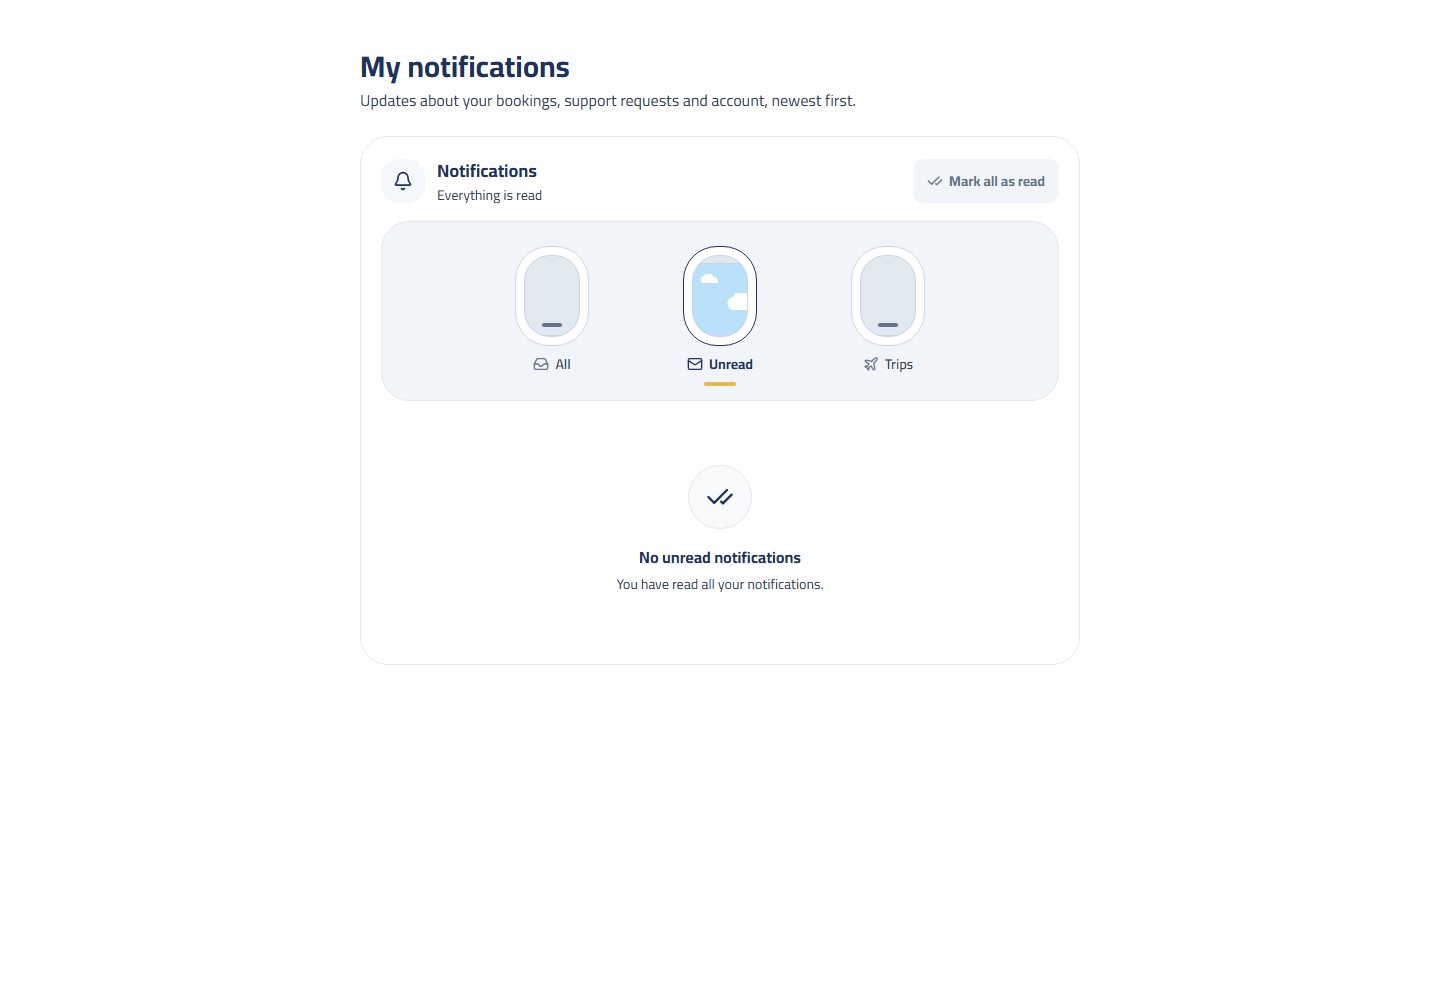 My notifications
Updates about your bookings, support requests and account, newest first.
Notifications
Everything is read
Mark all as read
All
Unread
Trips
No unread notifications
You have read all your notifications.